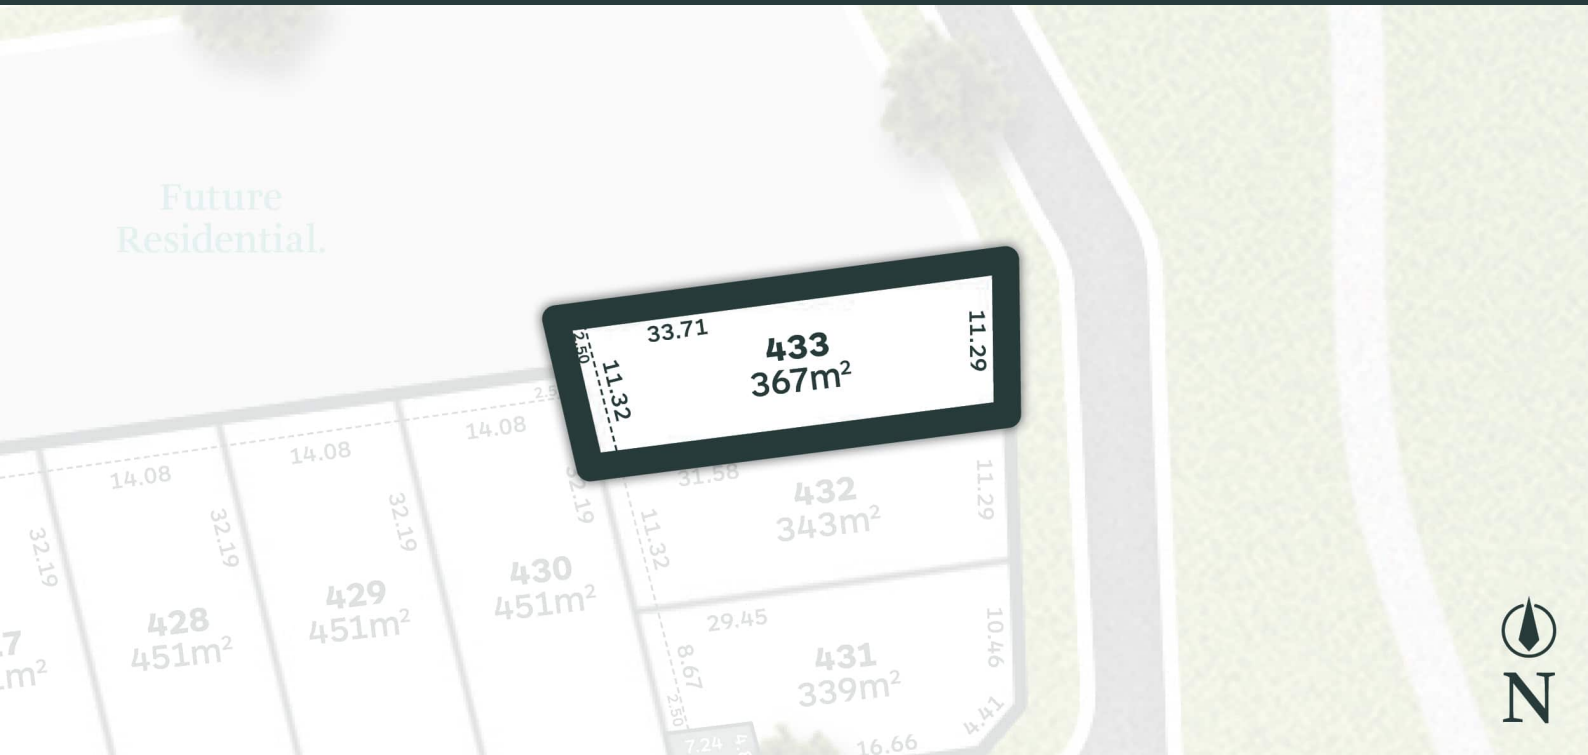 Future
Residential.
33.71
2.50
11.32
433
367m²
11.29
2.5
14.08
14.08
14.08
31.58
32.19
32.19
32.19
32.19
11.32
432
343m²
11.29
428
451m²
429
451m²
430
451m²
29.45
8.67
2.50
431
339m²
10.46
4.41
7.24
16.66
7
m²
N